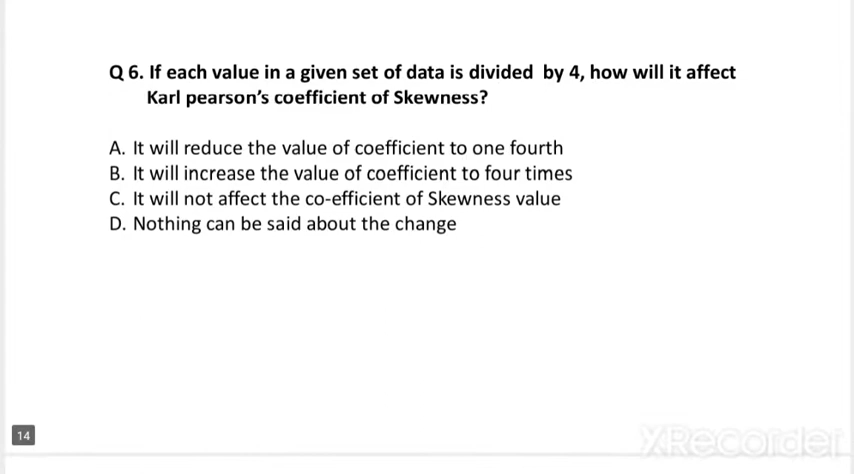 Q 6. If each value in a given set of data is divided by 4, how will it affect
Karl pearson’s coefficient of Skewness?
A. It will reduce the value of coefficient to one fourth
B. It will increase the value of coefficient to four times
C. It will not affect the co-efficient of Skewness value
D. Nothing can be said about the change
14
XRecorder